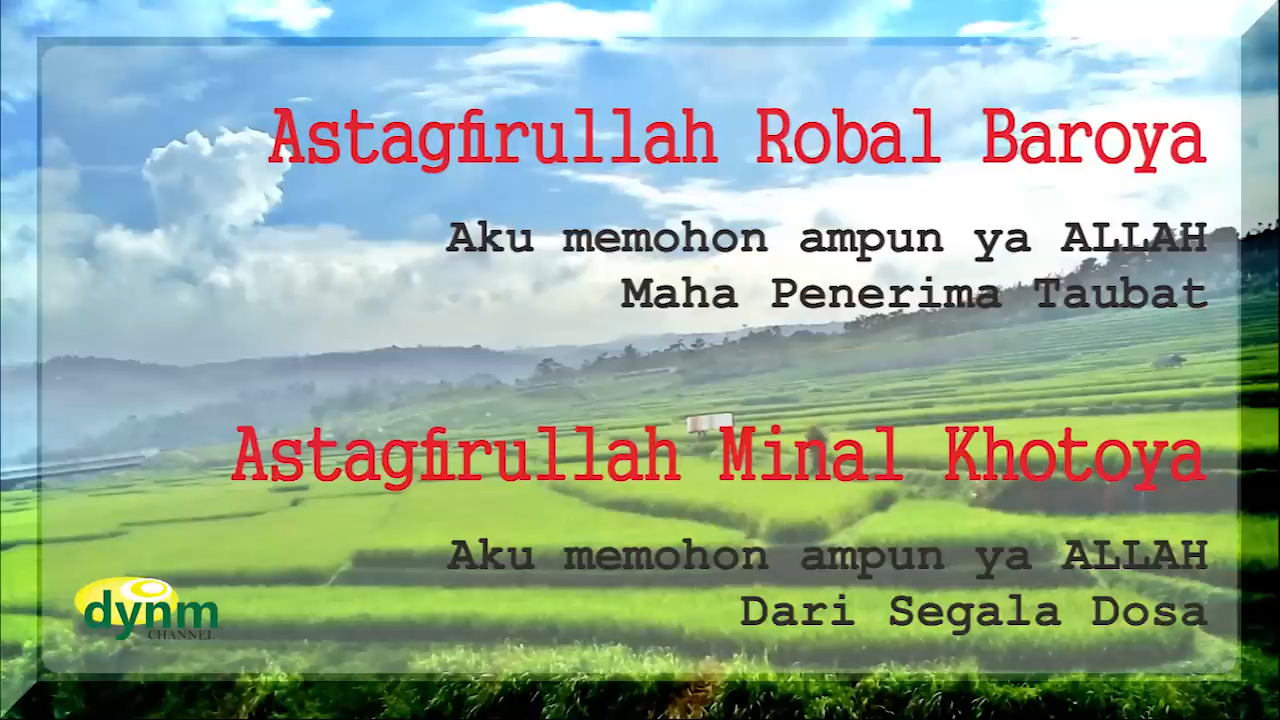 Astagfirullah Robal Baroya
Aku memohon ampun ya ALLAH
Maha Penerima Taubat
Astagfirullah Minal Khotoya
Aku memohon ampun ya ALLAH
Dari Segala Dosa
dynm
CHANNEL